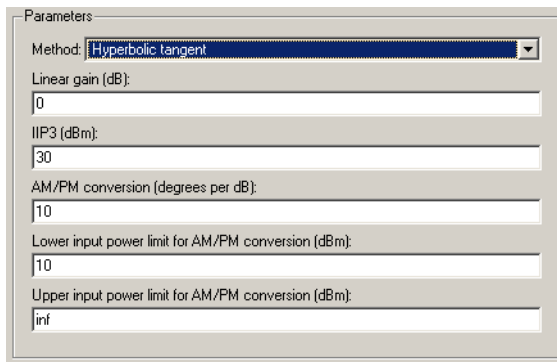 Parameters
Method: Hyperbolic tangent
Linear gain (dB):
0
IIP3 (dBm):
30
AM/PM conversion (degrees per dB):
10
Lower input power limit for AM/PM conversion (dBm):
10
Upper input power limit for AM/PM conversion (dBm):
inf